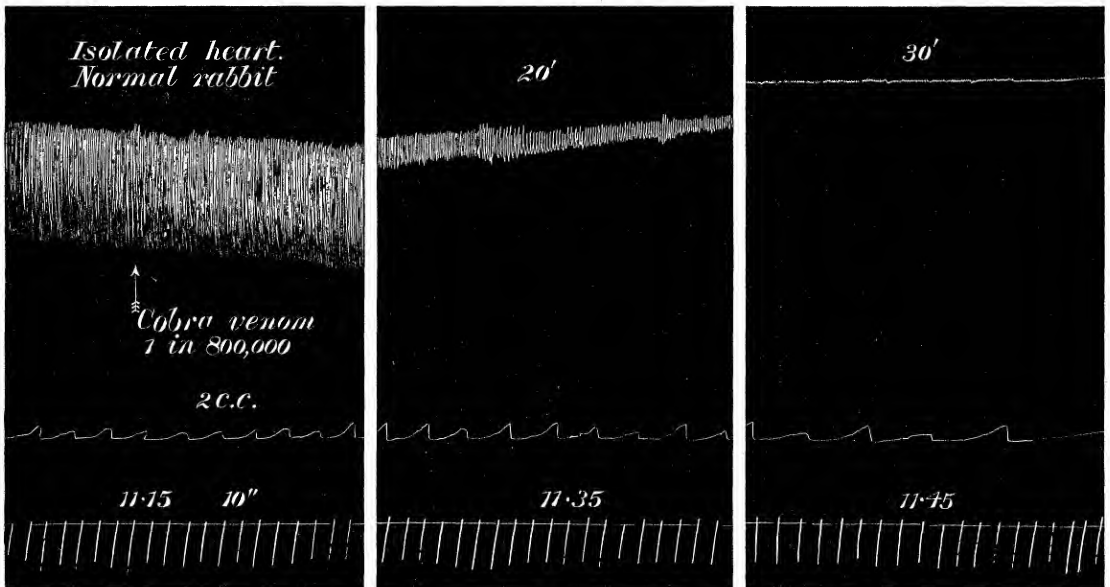 Isolated heart.
Normal rabbit
Cobra venom
1 in 800,000
2 c.c.
11·15 10"
20'
11·35
30'
11·45